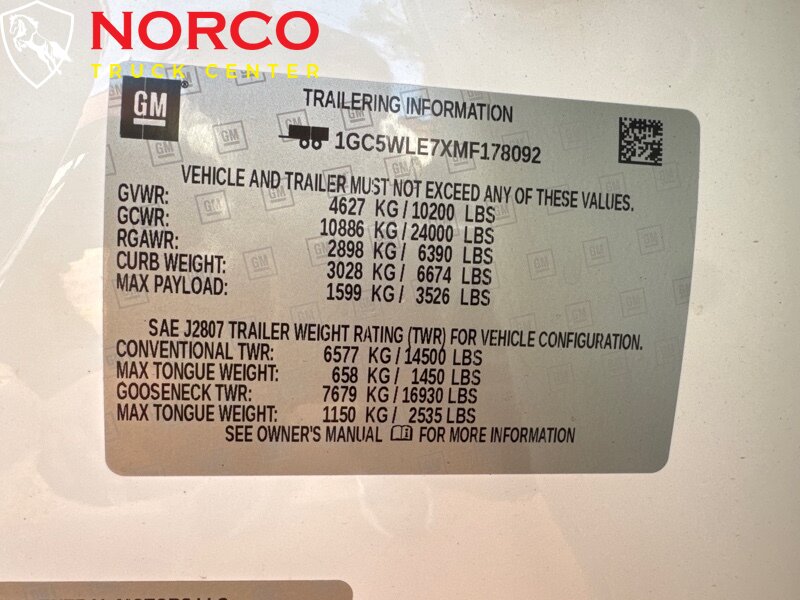 NORCO
TRUCK CENTER
GM
TRAILERING INFORMATION
1GC5WLE7XMF178092
VEHICLE AND TRAILER MUST NOT EXCEED ANY OF THESE VALUES.
GVWR: 4627 KG / 10200 LBS
GCWR: 10886 KG / 24000 LBS
RGAWR: 2898 KG / 6390 LBS
CURB WEIGHT: 3028 KG / 6674 LBS
MAX PAYLOAD: 1599 KG / 3526 LBS
SAE J2807 TRAILER WEIGHT RATING (TWR) FOR VEHICLE CONFIGURATION.
CONVENTIONAL TWR: 6577 KG / 14500 LBS
MAX TONGUE WEIGHT: 658 KG / 1450 LBS
GOOSENECK TWR: 7679 KG / 16930 LBS
MAX TONGUE WEIGHT: 1150 KG / 2535 LBS
SEE OWNER'S MANUAL FOR MORE INFORMATION